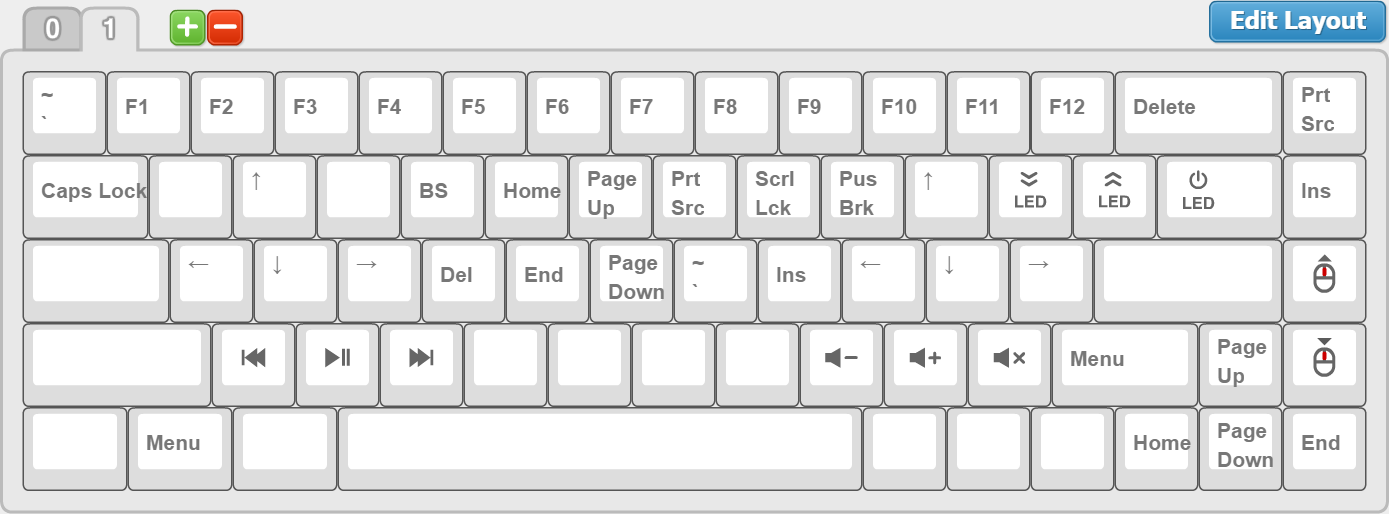 0 1 + − Edit Layout
~ F1 F2 F3 F4 F5 F6 F7 F8 F9 F10 F11 F12 Delete Prt
` Src
Caps Lock ↑ BS Home Page Prt Scrl Pus ↑ LED LED LED Ins
Up Src Lck Brk
← ↓ → Del End Page ~ Ins ← ↓ →
Down `
Menu Page
Up
Menu Home Page End
Down